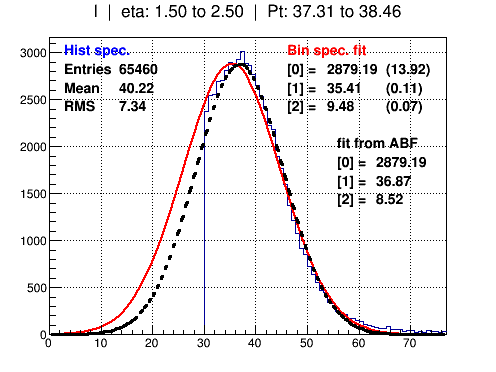 I | eta: 1.50 to 2.50 | Pt: 37.31 to 38.46
Hist spec.
Entries 65460
Mean 40.22
RMS 7.34
Bin spec. fit
[0] = 2879.19 (13.92)
[1] = 35.41 (0.11)
[2] = 9.48 (0.07)
fit from ABF
[0] = 2879.19
[1] = 36.87
[2] = 8.52
3000
2500
2000
1500
1000
500
0
0 10 20 30 40 50 60 70